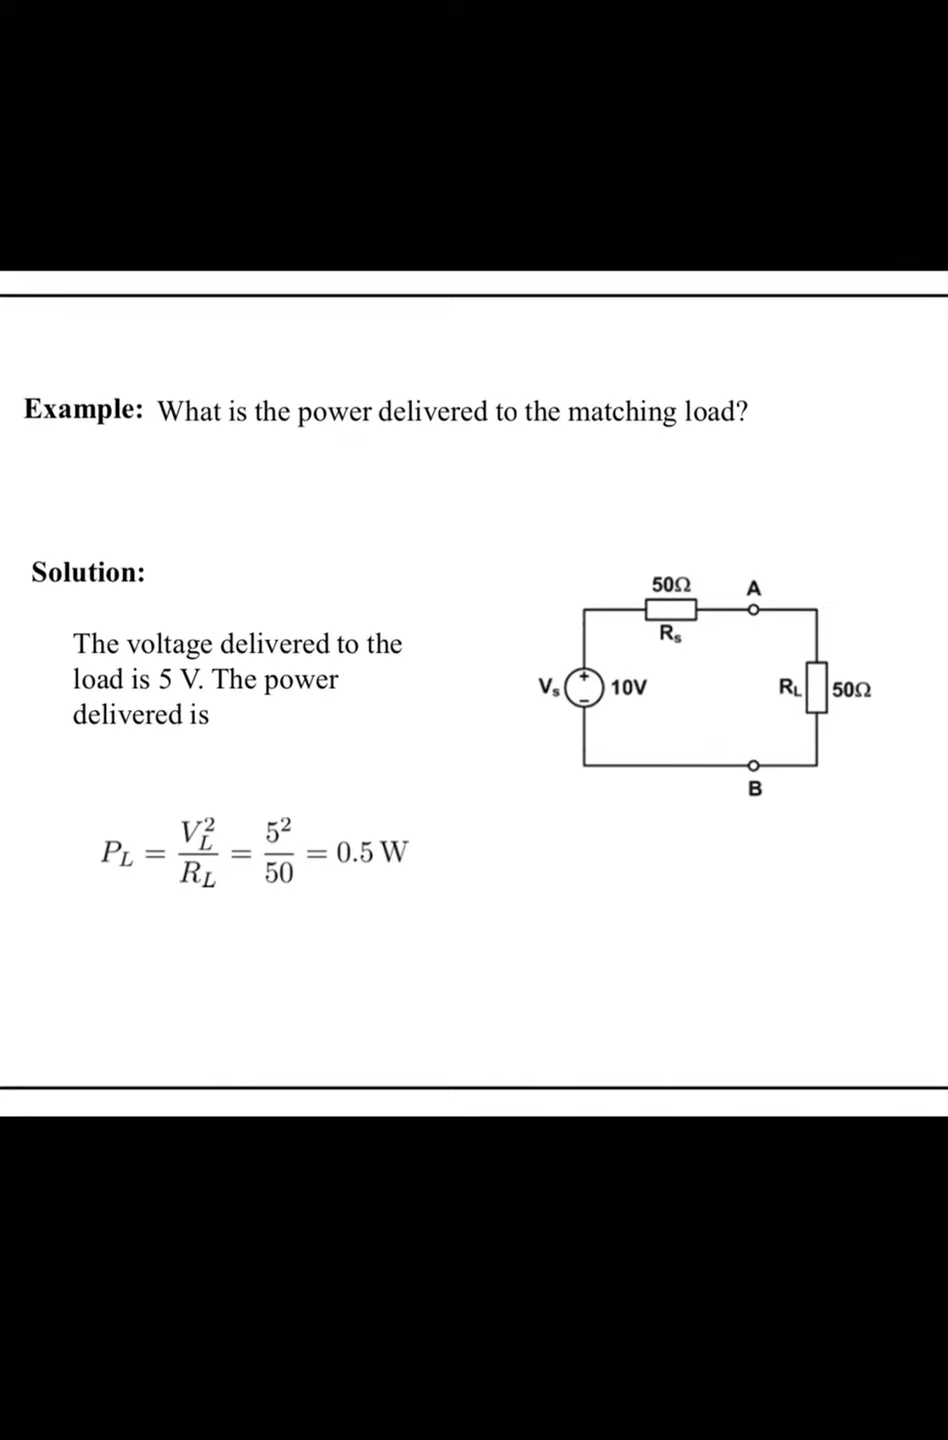 Example: What is the power delivered to the matching load?
Solution:
The voltage delivered to the
load is 5 V. The power
delivered is
P_L = V_L^2 / R_L = 5^2 / 50 = 0.5 W
50Ω
A
R_s
V_s
+
−
10V
R_L
50Ω
B